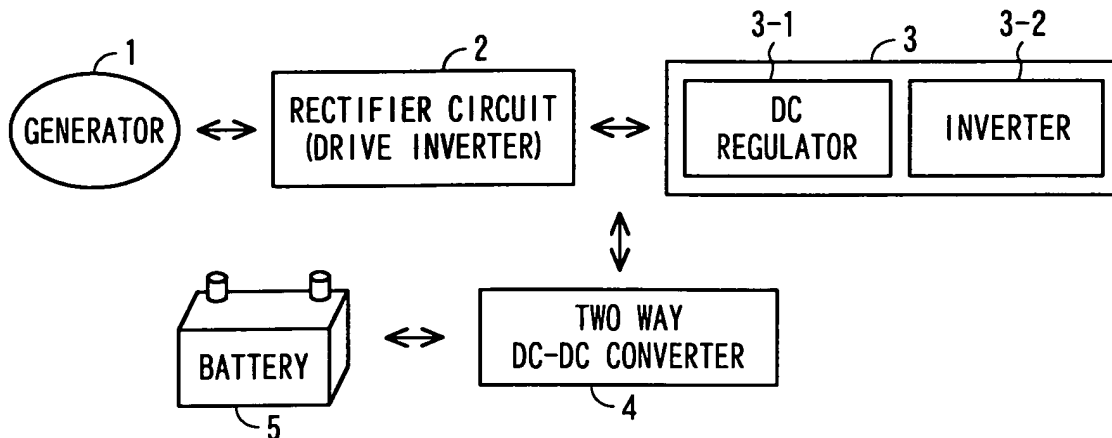 1
2
3-1
3
3-2
GENERATOR
RECTIFIER CIRCUIT
(DRIVE INVERTER)
DC
REGULATOR
INVERTER
BATTERY
TWO WAY
DC-DC CONVERTER
5
4